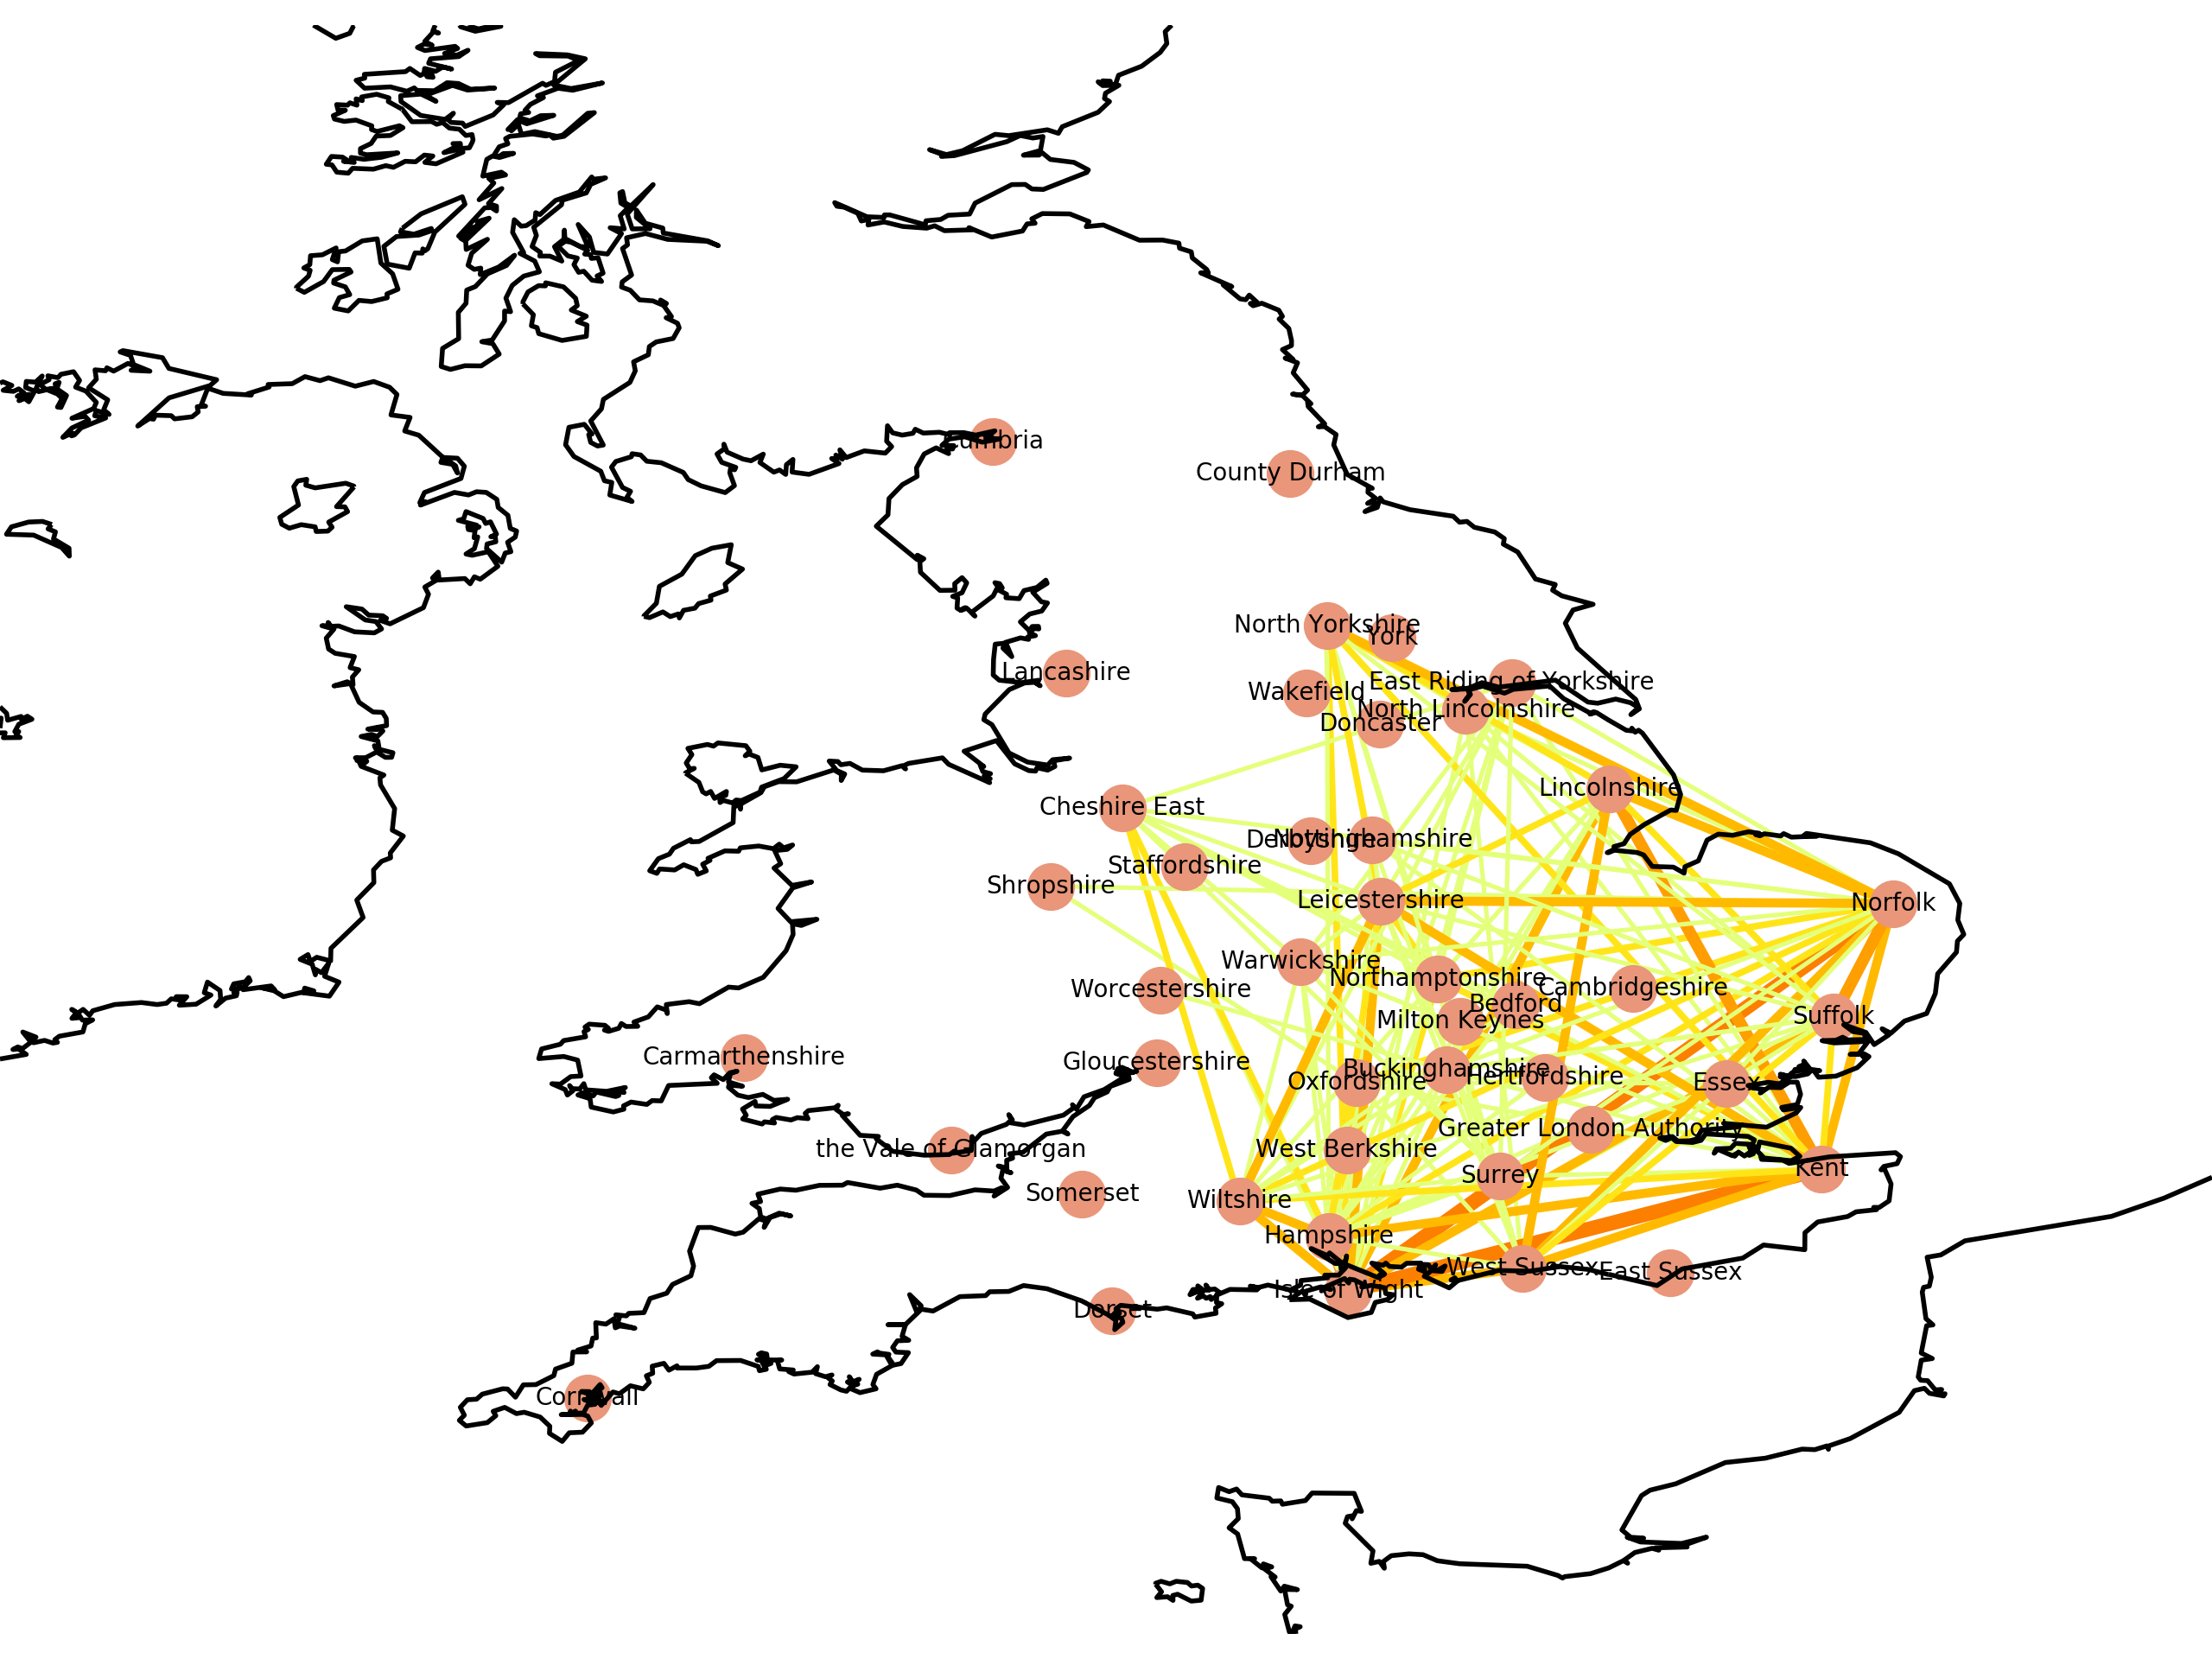 Cumbria
County Durham
North Yorkshire
York
Lancashire
East Riding of Yorkshire
Wakefield
North Lincolnshire
Doncaster
Lincolnshire
Cheshire East
Derbyshire
Nottinghamshire
Staffordshire
Shropshire
Leicestershire
Norfolk
Warwickshire
Northamptonshire
Worcestershire
Cambridgeshire
Bedford
Suffolk
Milton Keynes
Carmarthenshire
Gloucestershire
Buckinghamshire
Oxfordshire
Hertfordshire
Essex
Greater London Authority
the Vale of Glamorgan
West Berkshire
Surrey
Kent
Somerset
Wiltshire
Hampshire
West Sussex
East Sussex
Isle of Wight
Dorset
Cornwall